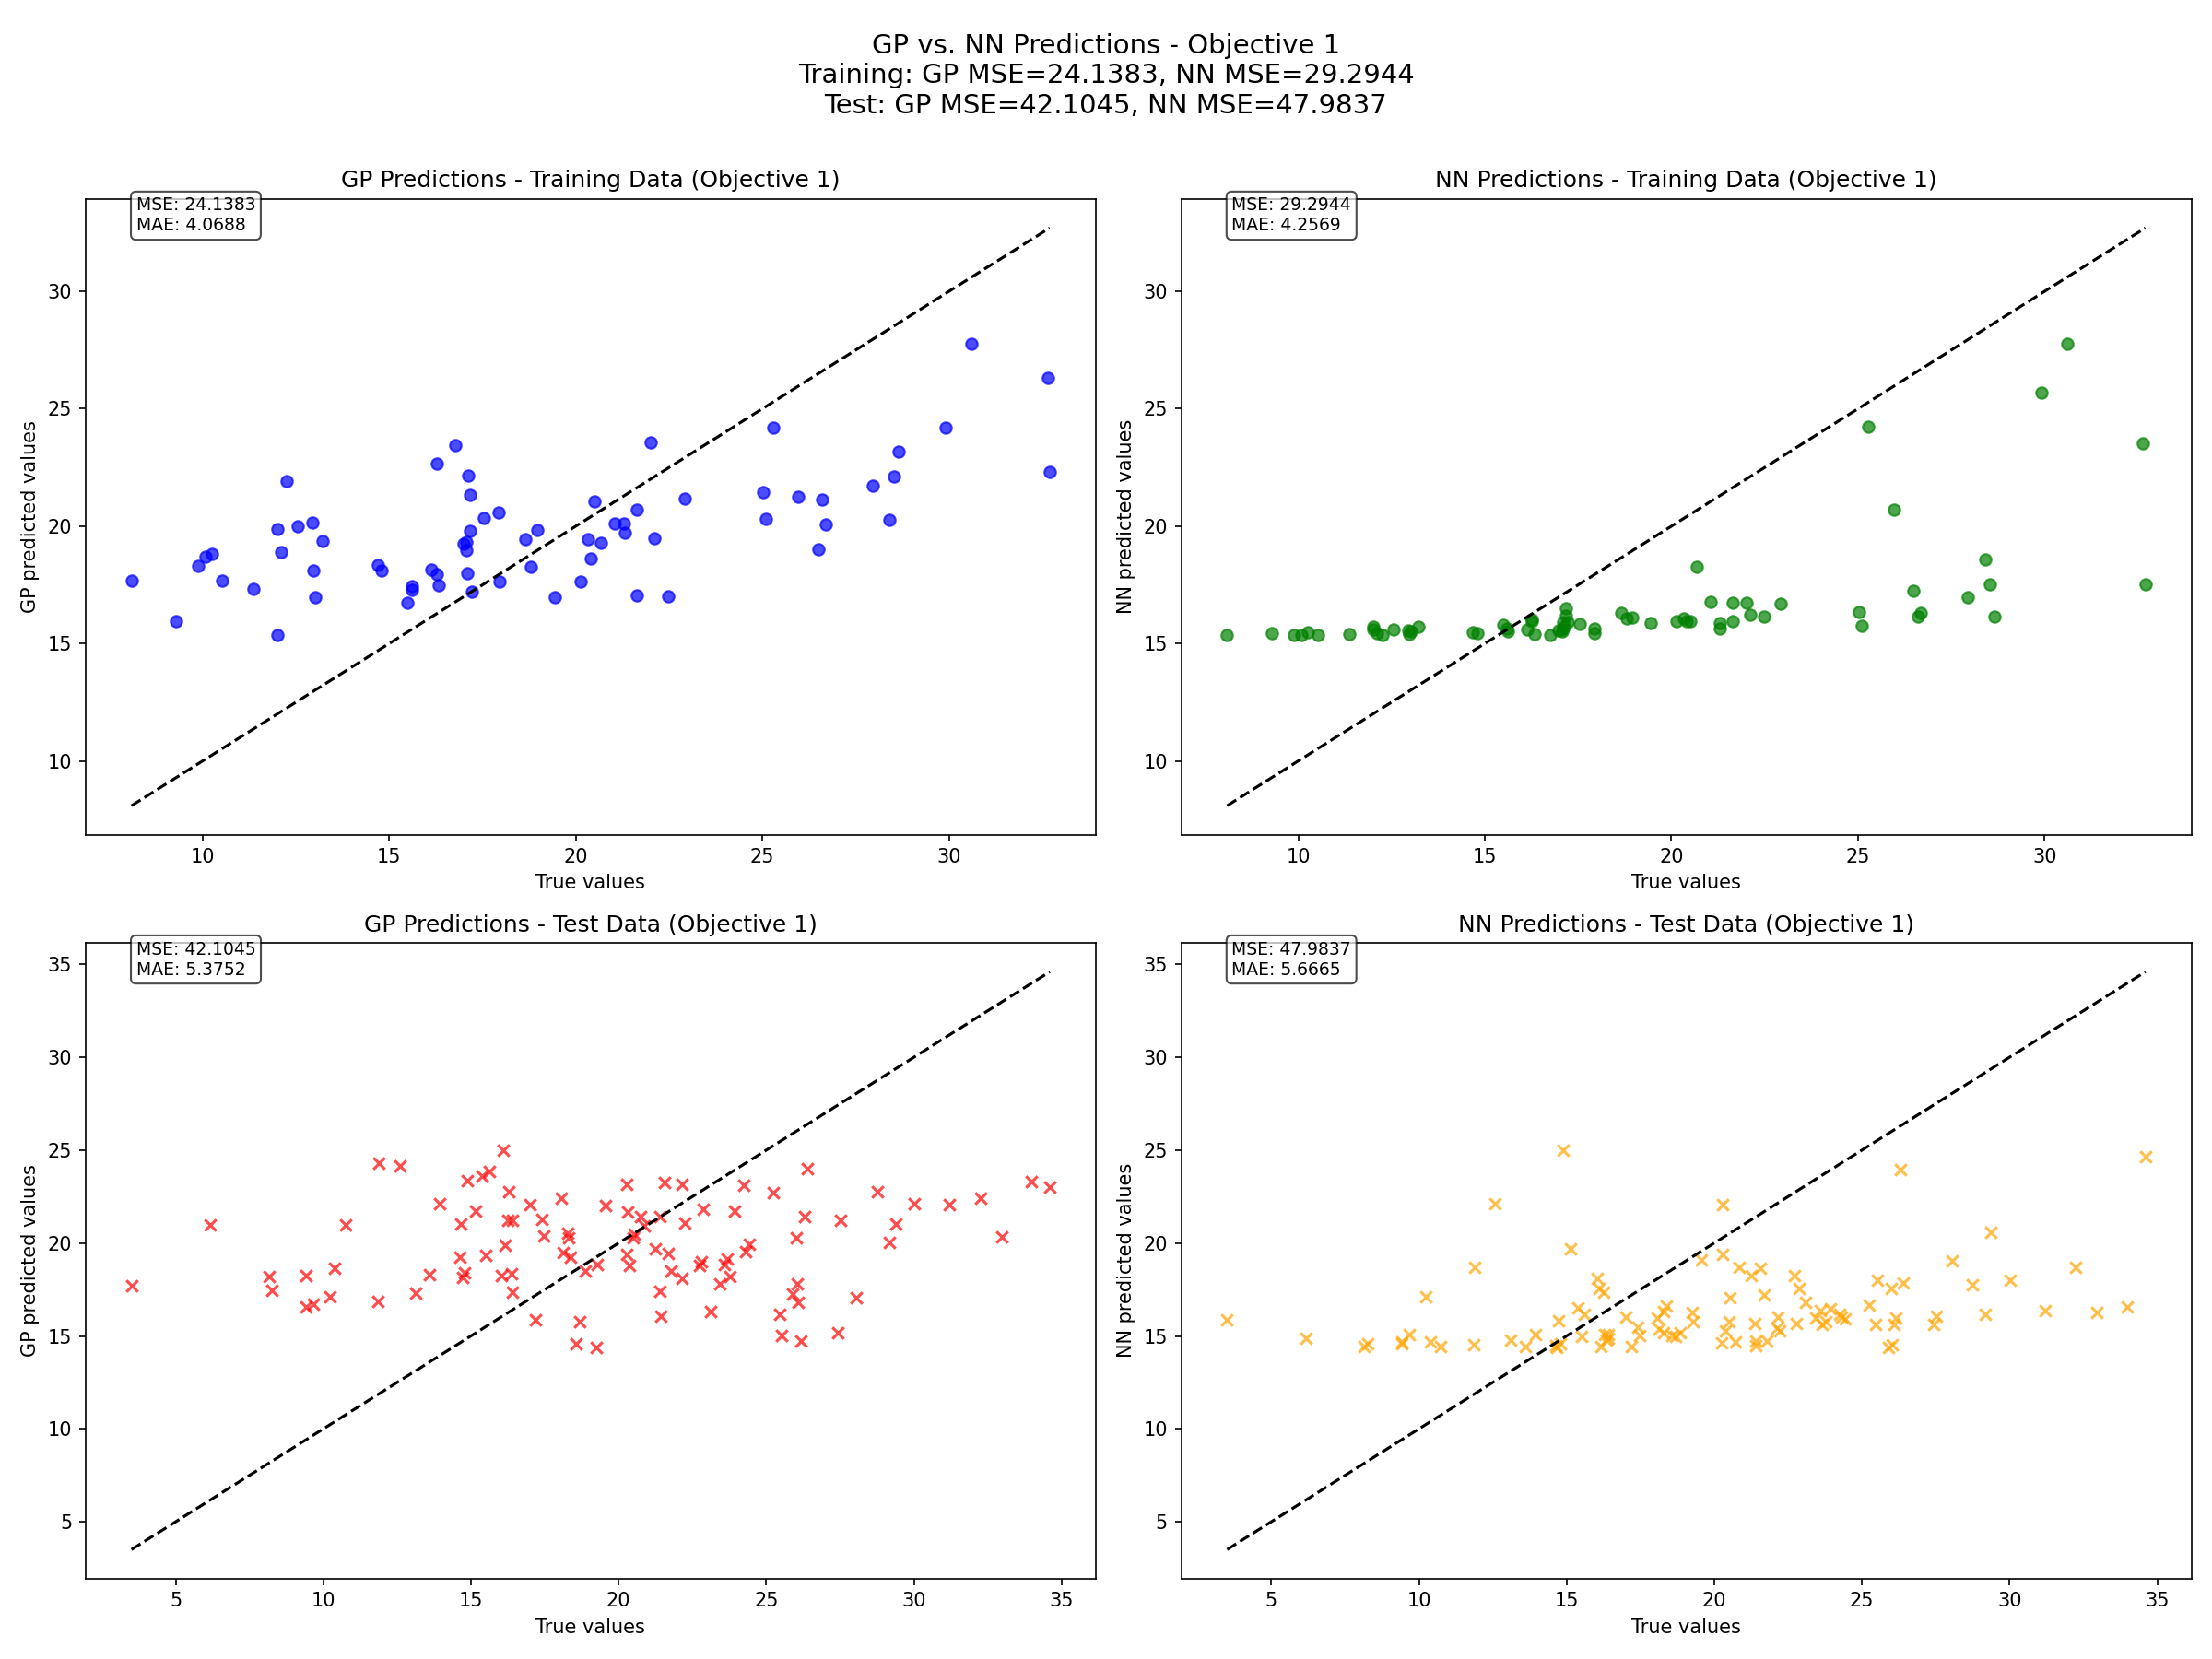 GP vs. NN Predictions - Objective 1
Training: GP MSE=24.1383, NN MSE=29.2944
Test: GP MSE=42.1045, NN MSE=47.9837
GP Predictions - Training Data (Objective 1)
MSE: 24.1383
MAE: 4.0688
GP predicted values
30
25
20
15
10
10
15
20
25
30
True values
NN Predictions - Training Data (Objective 1)
MSE: 29.2944
MAE: 4.2569
NN predicted values
30
25
20
15
10
10
15
20
25
30
True values
GP Predictions - Test Data (Objective 1)
MSE: 42.1045
MAE: 5.3752
GP predicted values
35
30
25
20
15
10
5
5
10
15
20
25
30
35
True values
NN Predictions - Test Data (Objective 1)
MSE: 47.9837
MAE: 5.6665
NN predicted values
35
30
25
20
15
10
5
5
10
15
20
25
30
35
True values